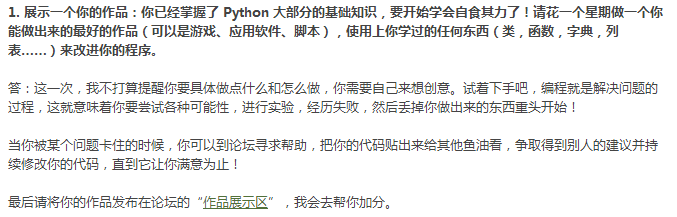 1. 展示一个你的作品：你已经掌握了 Python 大部分的基础知识，要开始学会自食其力了！请花一个星期做一个你
能做出来的最好的作品（可以是游戏、应用软件、脚本），使用上你学过的任何东西（类，函数，字典，列
表......）来改进你的程序。
答：这一次，我不打算提醒你要具体做点什么和怎么做，你需要自己来想创意。试着下手吧，编程就是解决问题的
过程，这就意味着你要尝试各种可能性，进行实验，经历失败，然后丢掉你做出来的东西重头开始！
当你被某个问题卡住的时候，你可以到论坛寻求帮助，把你的代码贴出来给其他鱼油看，争取得到别人的建议并持
续修改你的代码，直到它让你满意为止！
最后请将你的作品发布在论坛的“作品展示区”，我会去帮你加分。